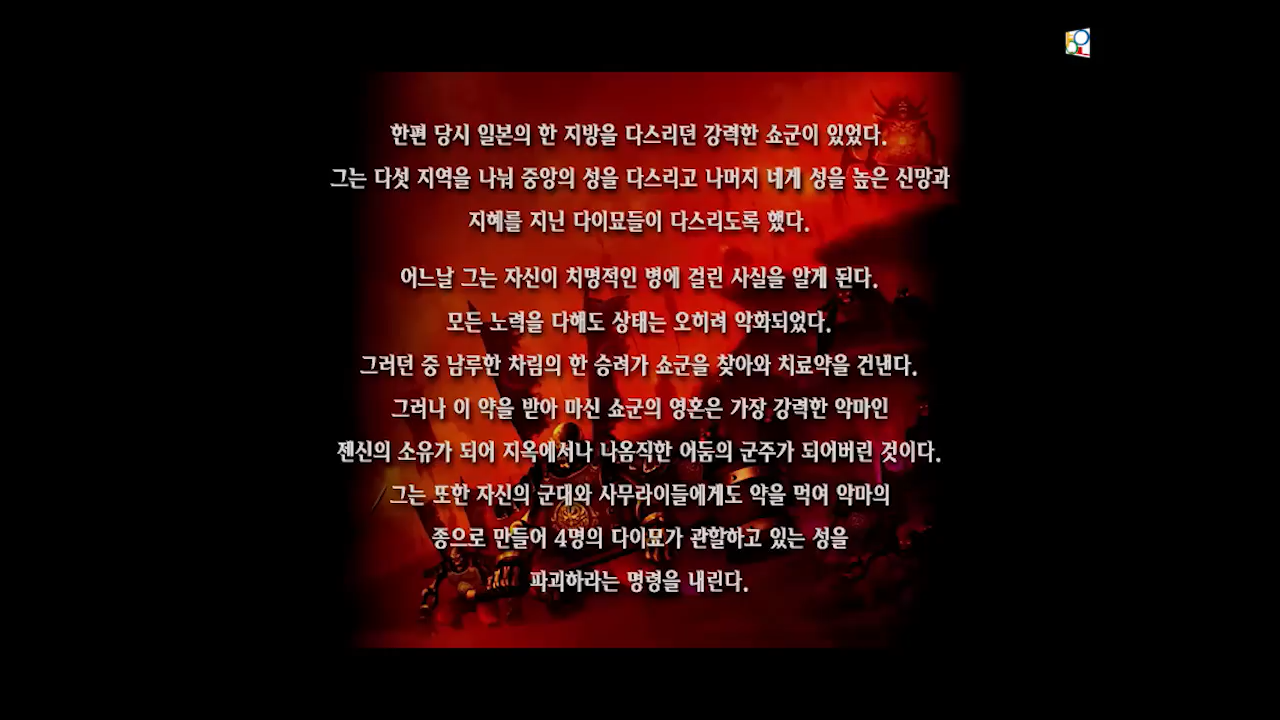 한편 당시 일본의 한 지방을 다스리던 강력한 쇼군이 있었다.
그는 다섯 지역을 나눠 중앙의 성을 다스리고 나머지 네게 성을 높은 신망과
지혜를 지닌 다이묘들이 다스리도록 했다.
어느날 그는 자신이 치명적인 병에 걸린 사실을 알게 된다.
모든 노력을 다해도 상태는 오히려 악화되었다.
그러던 중 남루한 차림의 한 승려가 쇼군을 찾아와 치료약을 건낸다.
그러나 이 약을 받아 마신 쇼군의 영혼은 가장 강력한 악마인
젠신의 소유가 되어 지옥에서나 나옴직한 어둠의 군주가 되어버린 것이다.
그는 또한 자신의 군대와 사무라이들에게도 약을 먹여 악마의
종으로 만들어 4명의 다이묘가 관할하고 있는 성을
파괴하라는 명령을 내린다.